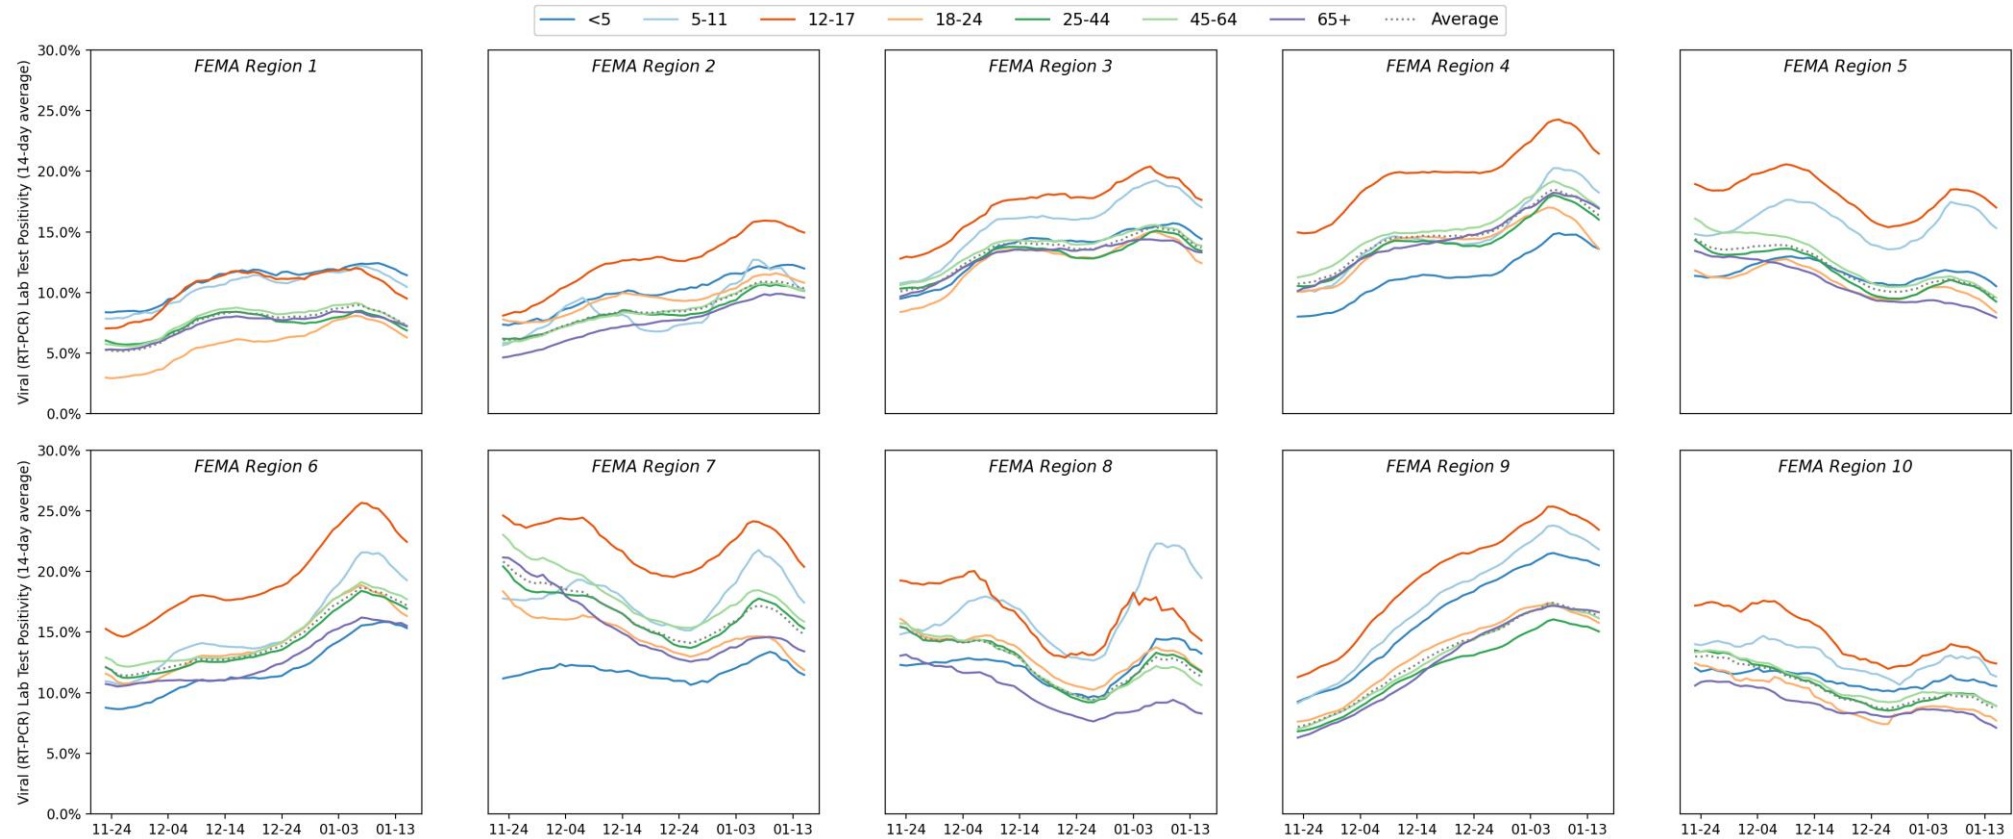 <5 5-11 12-17 18-24 25-44 45-64 65+ Average
Viral (RT-PCR) Lab Test Positivity (14-day average)
30.0%
25.0%
20.0%
15.0%
10.0%
5.0%
0.0%
FEMA Region 1
FEMA Region 2
FEMA Region 3
FEMA Region 4
FEMA Region 5
Viral (RT-PCR) Lab Test Positivity (14-day average)
30.0%
25.0%
20.0%
15.0%
10.0%
5.0%
0.0%
FEMA Region 6
11-24 12-04 12-14 12-24 01-03 01-13
FEMA Region 7
11-24 12-04 12-14 12-24 01-03 01-13
FEMA Region 8
11-24 12-04 12-14 12-24 01-03 01-13
FEMA Region 9
11-24 12-04 12-14 12-24 01-03 01-13
FEMA Region 10
11-24 12-04 12-14 12-24 01-03 01-13